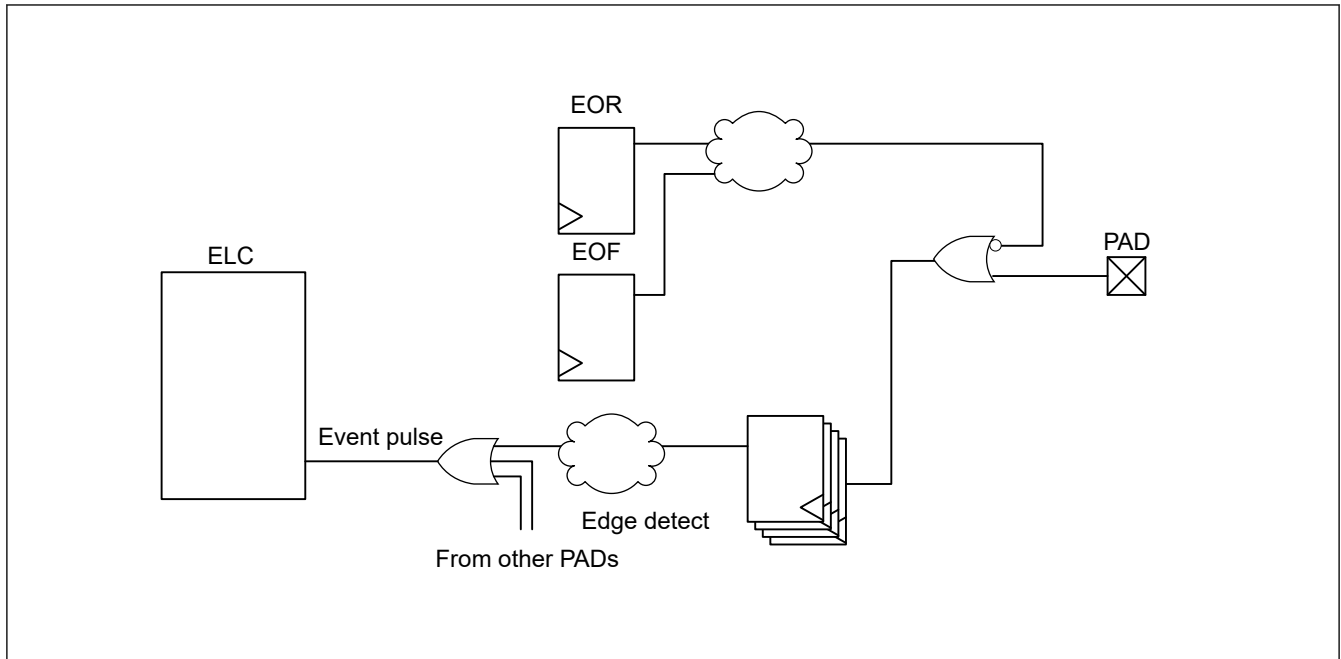 EOR
EOF
ELC
PAD
Event pulse
Edge detect
From other PADs